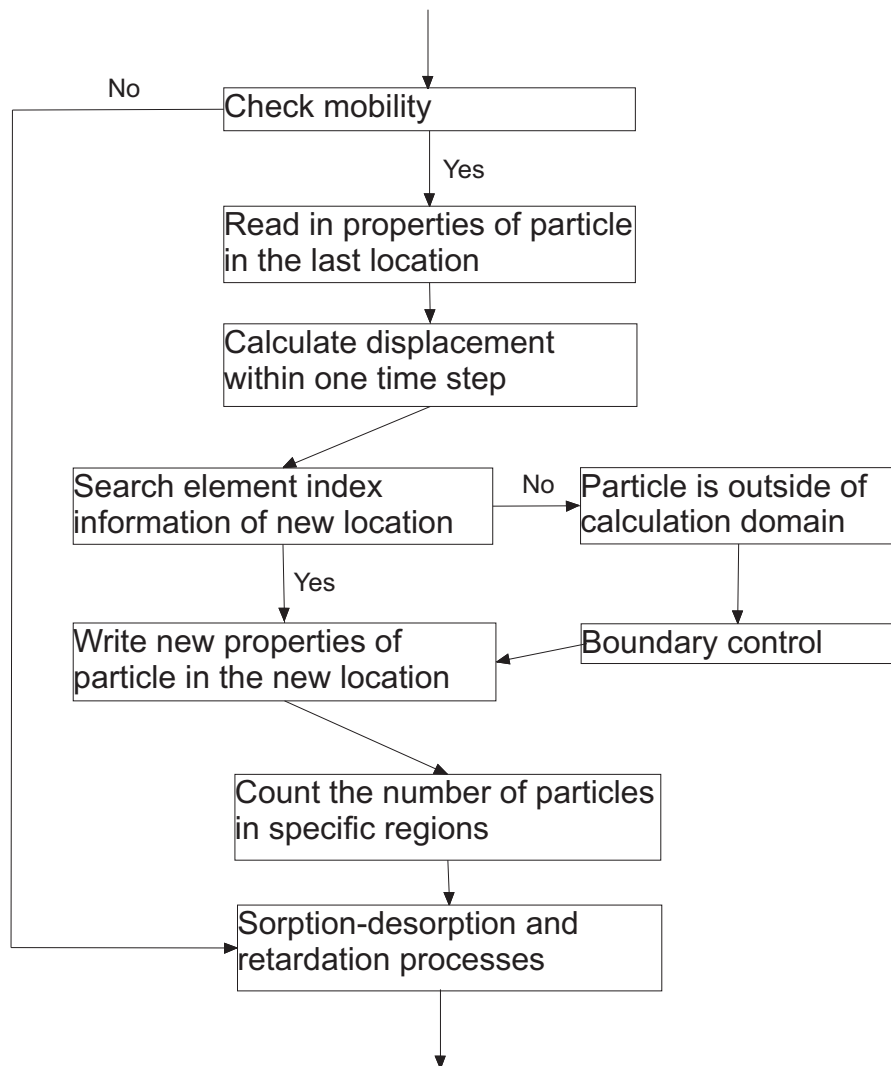 No
Check mobility
Yes
Read in properties of particle
in the last location
Calculate displacement
within one time step
Search element index
information of new location
No
Particle is outside of
calculation domain
Yes
Write new properties of
particle in the new location
Boundary control
Count the number of particles
in specific regions
Sorption-desorption and
retardation processes